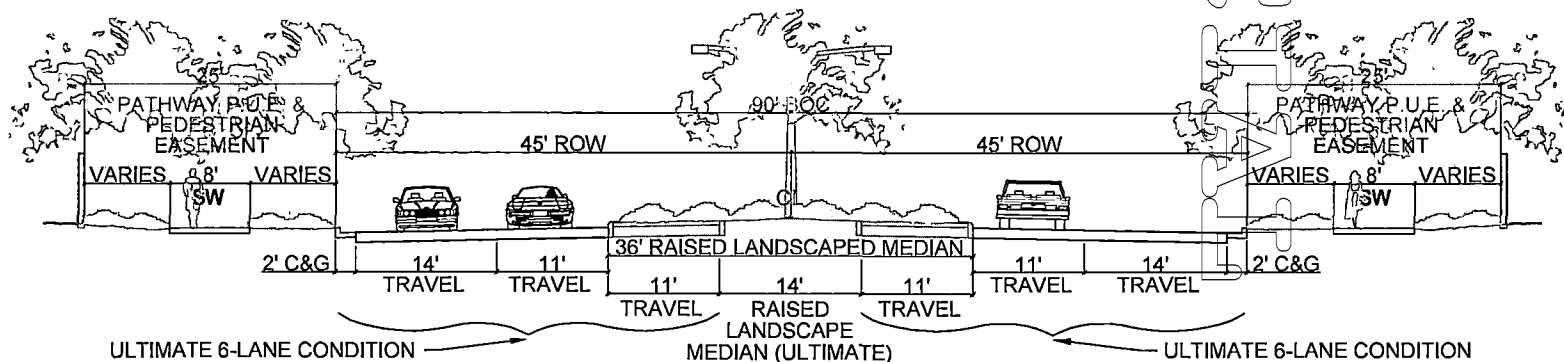 25'
25'
PATHWAY P.U.E. &
PEDESTRIAN
EASEMENT
90' BOC
PATHWAY P.U.E. &
PEDESTRIAN
EASEMENT
45' ROW
45' ROW
VARIES 8' VARIES
SW
VARIES 8' VARIES
SW
36' RAISED LANDSCAPED MEDIAN
2' C&G
14'
TRAVEL
11'
TRAVEL
11'
TRAVEL
14'
TRAVEL
2' C&G
11'
TRAVEL
14'
RAISED
LANDSCAPE
MEDIAN (ULTIMATE)
11'
TRAVEL
ULTIMATE 6-LANE CONDITION
ULTIMATE 6-LANE CONDITION